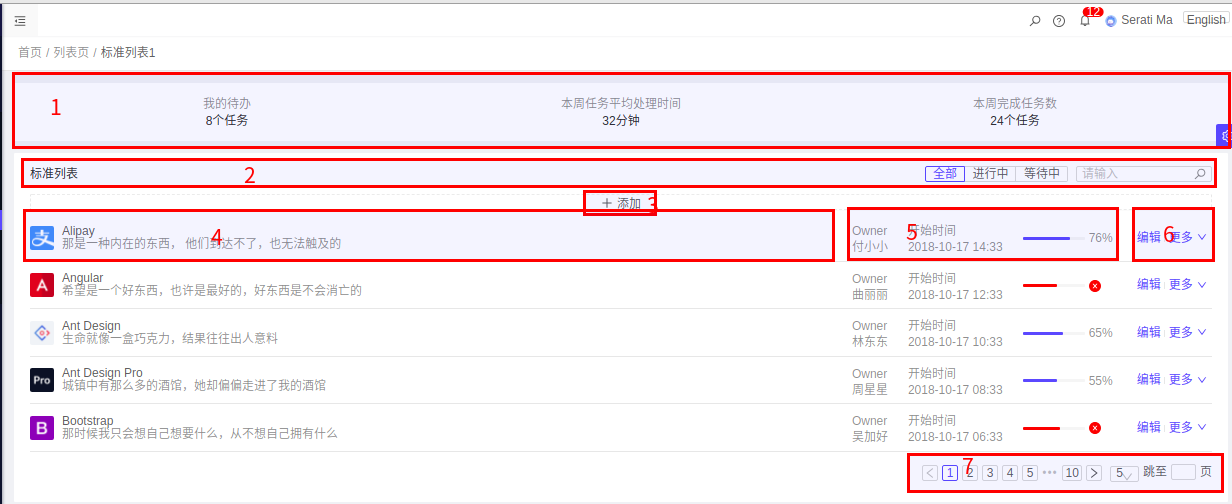 12
Serati Ma
English
首页 / 列表页 / 标准列表1
1
我的待办
8个任务
本周任务平均处理时间
32分钟
本周完成任务数
24个任务
标准列表
2
全部
进行中
等待中
请输入
+ 添加
3
4
5
6
Alipay
那是一种内在的东西， 他们到达不了，也无法触及的
Owner
付小小
开始时间
2018-10-17 14:33
76%
编辑
更多
A
Angular
希望是一个好东西，也许是最好的，好东西是不会消亡的
Owner
曲丽丽
开始时间
2018-10-17 12:33
编辑
更多
Ant Design
生命就像一盒巧克力，结果往往出人意料
Owner
林东东
开始时间
2018-10-17 10:33
65%
编辑
更多
Pro
Ant Design Pro
城镇中有那么多的酒馆，她却偏偏走进了我的酒馆
Owner
周星星
开始时间
2018-10-17 08:33
55%
编辑
更多
B
Bootstrap
那时候我只会想自己想要什么，从不想自己拥有什么
Owner
吴加好
开始时间
2018-10-17 06:33
编辑
更多
7
< 1 2 3 4 5 ••• 10 > 5 跳至 页